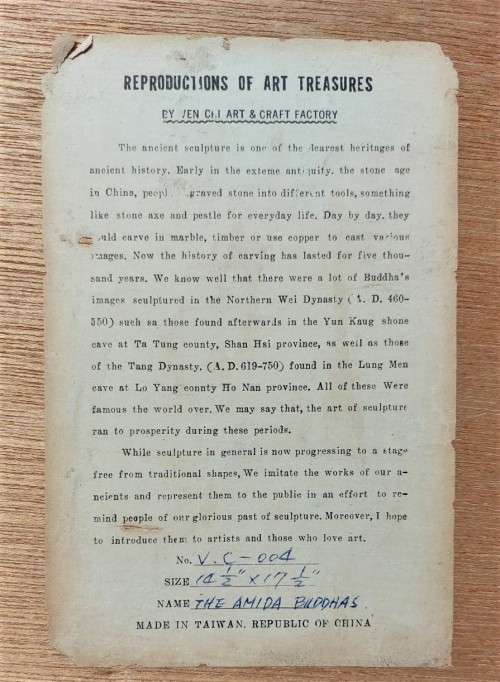 REPRODUCTIONS OF ART TREASURES
BY JEN CHI ART & CRAFT FACTORY
The ancient sculpture is one of the dearest heritages of
ancient history. Early in the exteme antiquity. the stone age
in China, people graved stone into different tools, something
like stone axe and pestle for everyday life. Day by day. they
could carve in marble, timber or use copper to cast various
images. Now the history of carving has lasted for five thou-
sand years. We know well that there were a lot of Buddha's
images sculptured in the Northern Wei Dynasty (A. D. 460-
550) such sa those found afterwards in the Yun Kaug shone
cave at Ta Tung county, Shan Hsi province, as well as those
of the Tang Dynasty. (A. D. 619-750) found in the Lung Men
cave at Lo Yang connty Ho Nan province. All of these Were
famous the world over. We may say that, the art of sculpture
ran to prosperity during these periods.
While sculpture in general is now progressing to a stage
free from traditional shapes, We imitate the works of our a-
ncients and represent them to the public in an effort to re-
mind people of our glorious past of sculpture. Moreover, I hope
to introduce them to artists and those who love art.
No. V.C-004
SIZE 14 1/2" x 17 1/2"
NAME THE AMIDA BUDDHAS.
MADE IN TAIWAN. REPUBLIC OF CHINA